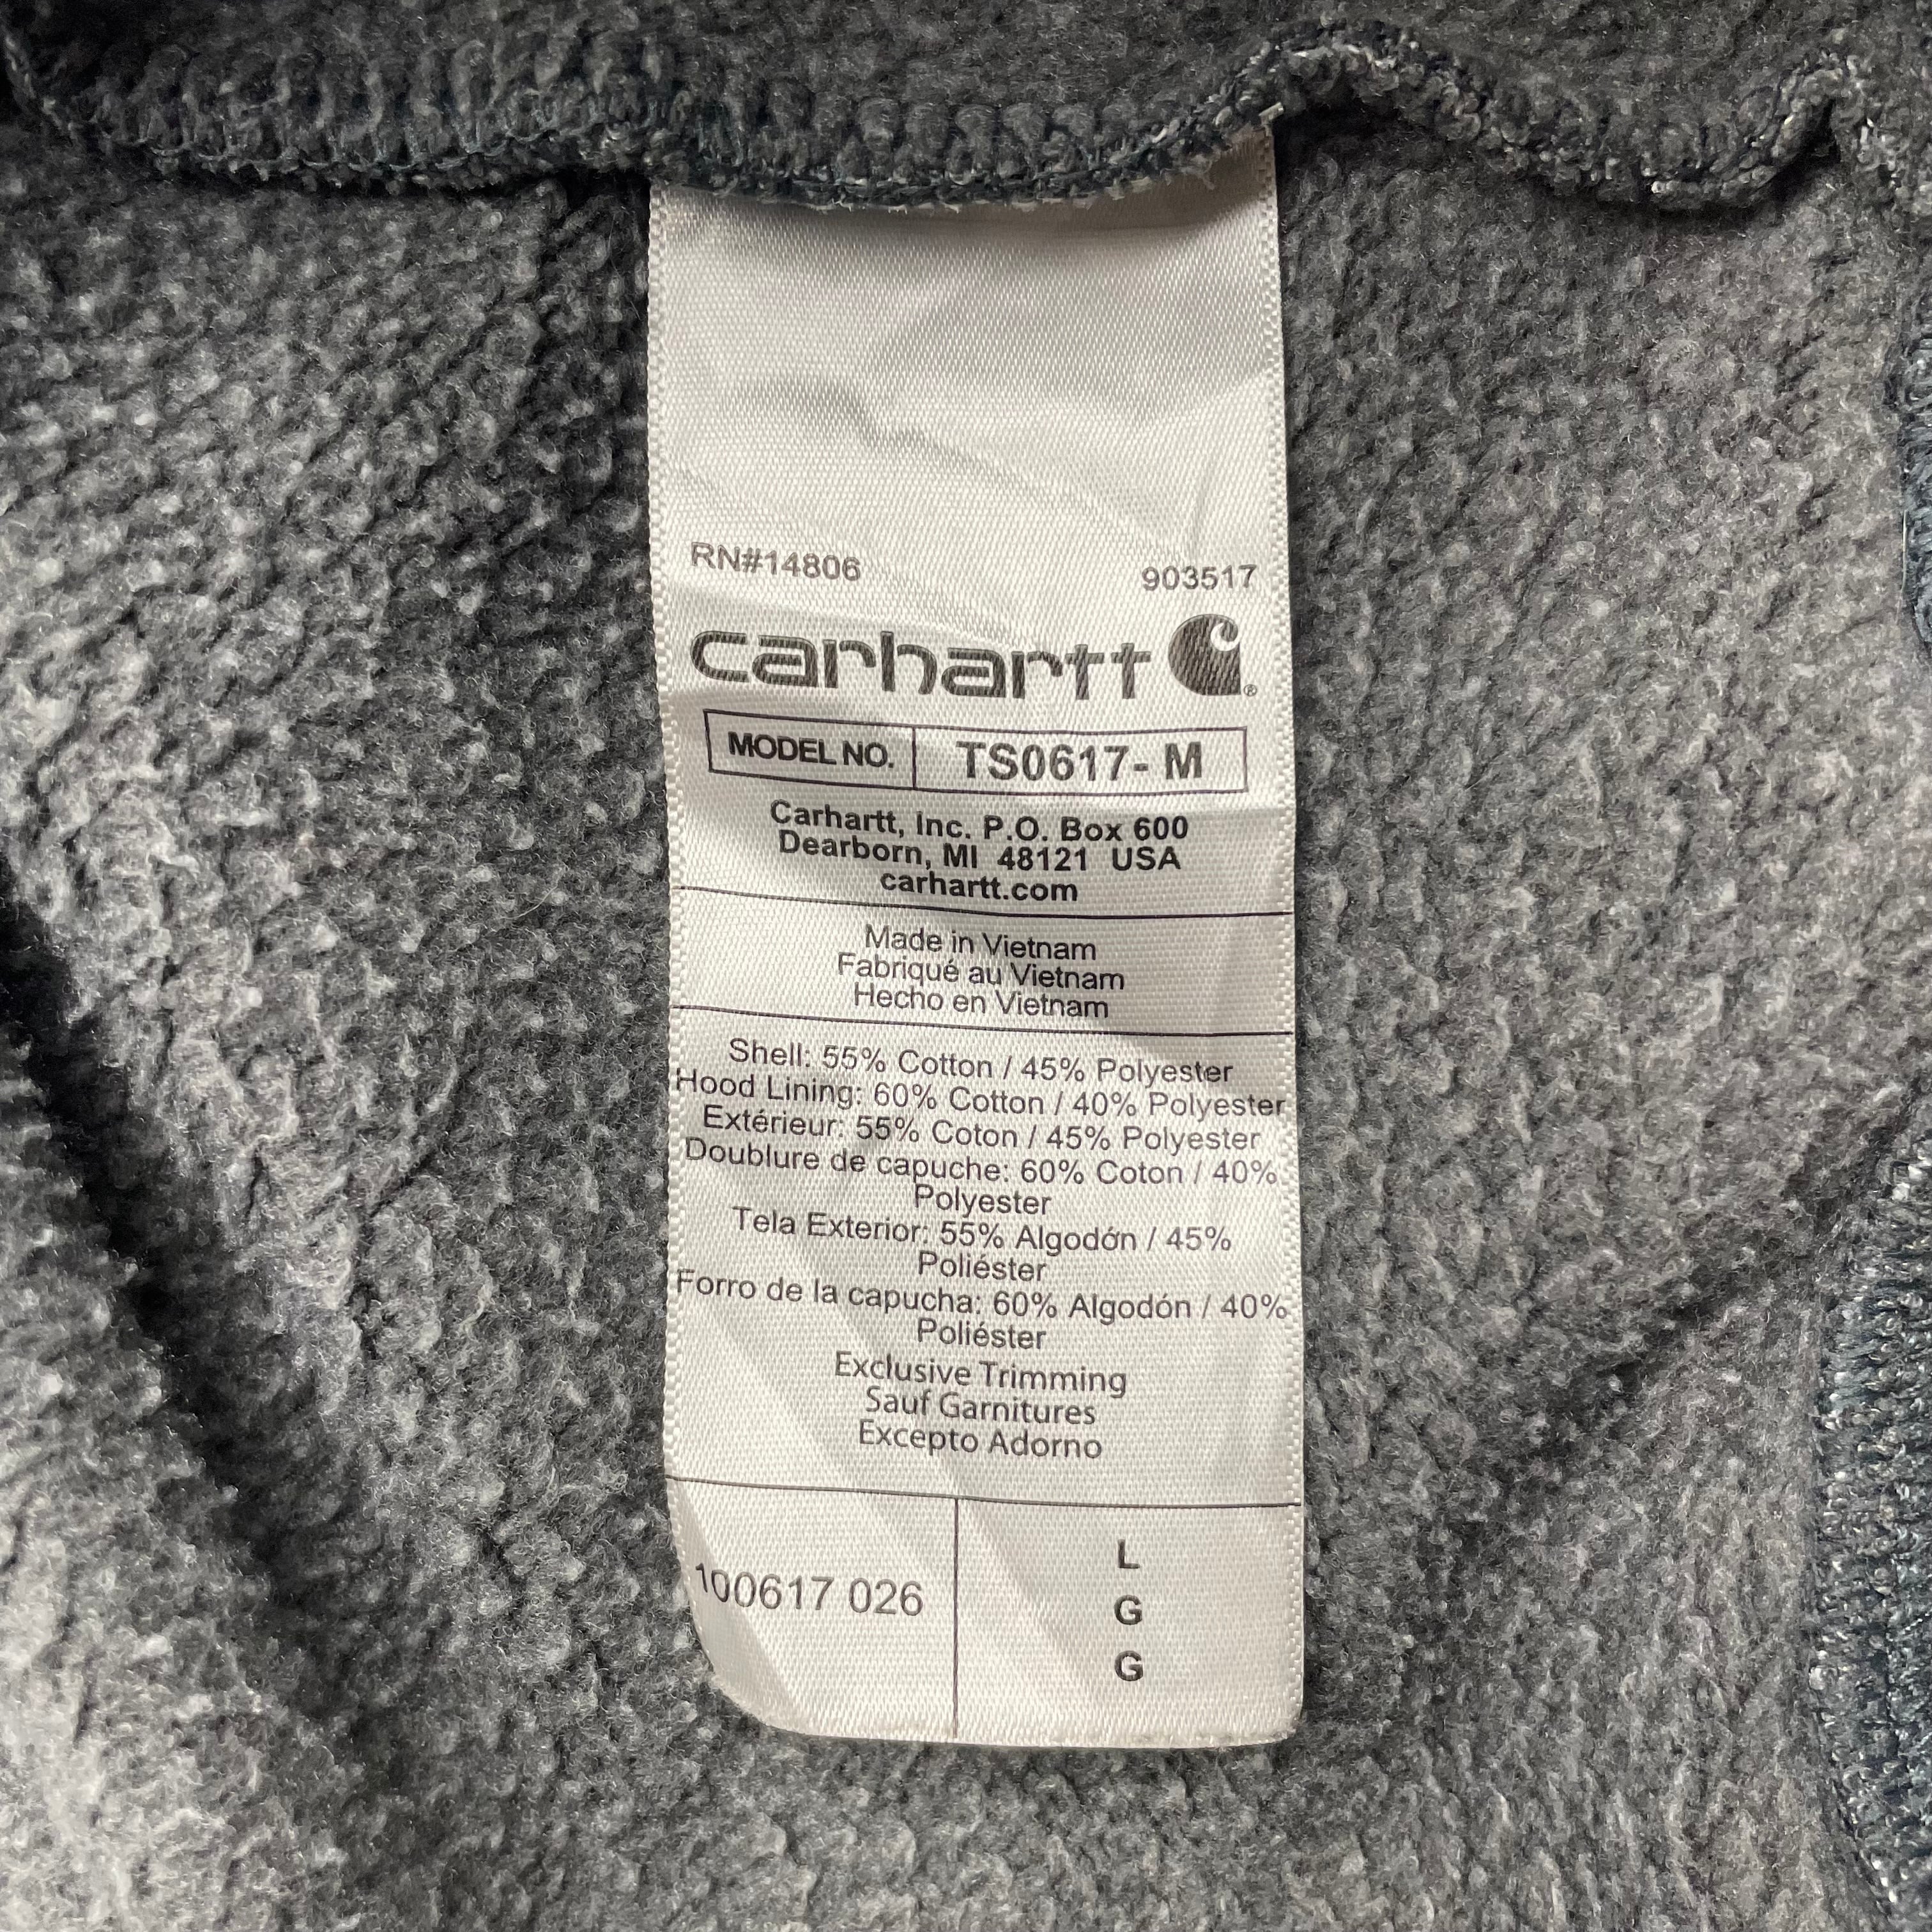 RN#14806 903517
carhartt
MODEL NO. TS0617- M
Carhartt, Inc. P.O. Box 600
Dearborn, MI 48121 USA
carhartt.com
Made in Vietnam
Fabriqué au Vietnam
Hecho en Vietnam
Shell: 55% Cotton / 45% Polyester
Hood Lining: 60% Cotton / 40% Polyester
Extérieur: 55% Coton / 45% Polyester
Doublure de capuche: 60% Coton / 40%
Polyester
Tela Exterior: 55% Algodón / 45%
Poliéster
Forro de la capucha: 60% Algodón / 40%
Poliéster
Exclusive Trimming
Sauf Garnitures
Excepto Adorno
100617 026
L
G
G